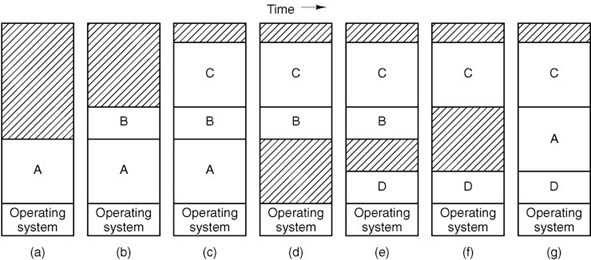 Time
C C C C C
B B B B
A
A A A
D D D
Operating system Operating system Operating system Operating system Operating system Operating system Operating system
(a) (b) (c) (d) (e) (f) (g)